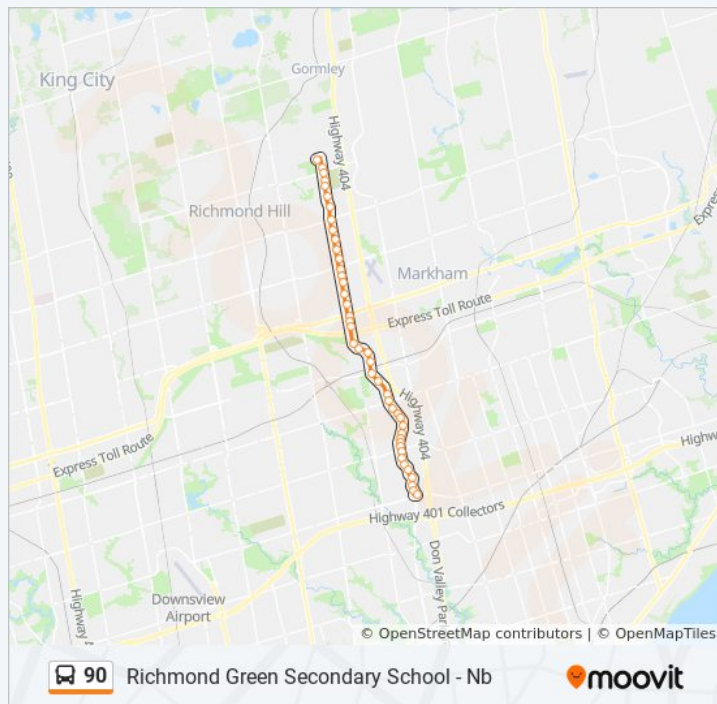 King City
Gormley
Highway 404
Richmond Hill
Markham
Express
Express Toll Route
Highway 404
Express Toll Route
Highway 401 Collectors
Don Valley Par
Downsview
Airport
© OpenStreetMap contributors | © OpenMapTiles
90
Richmond Green Secondary School - Nb
moovit